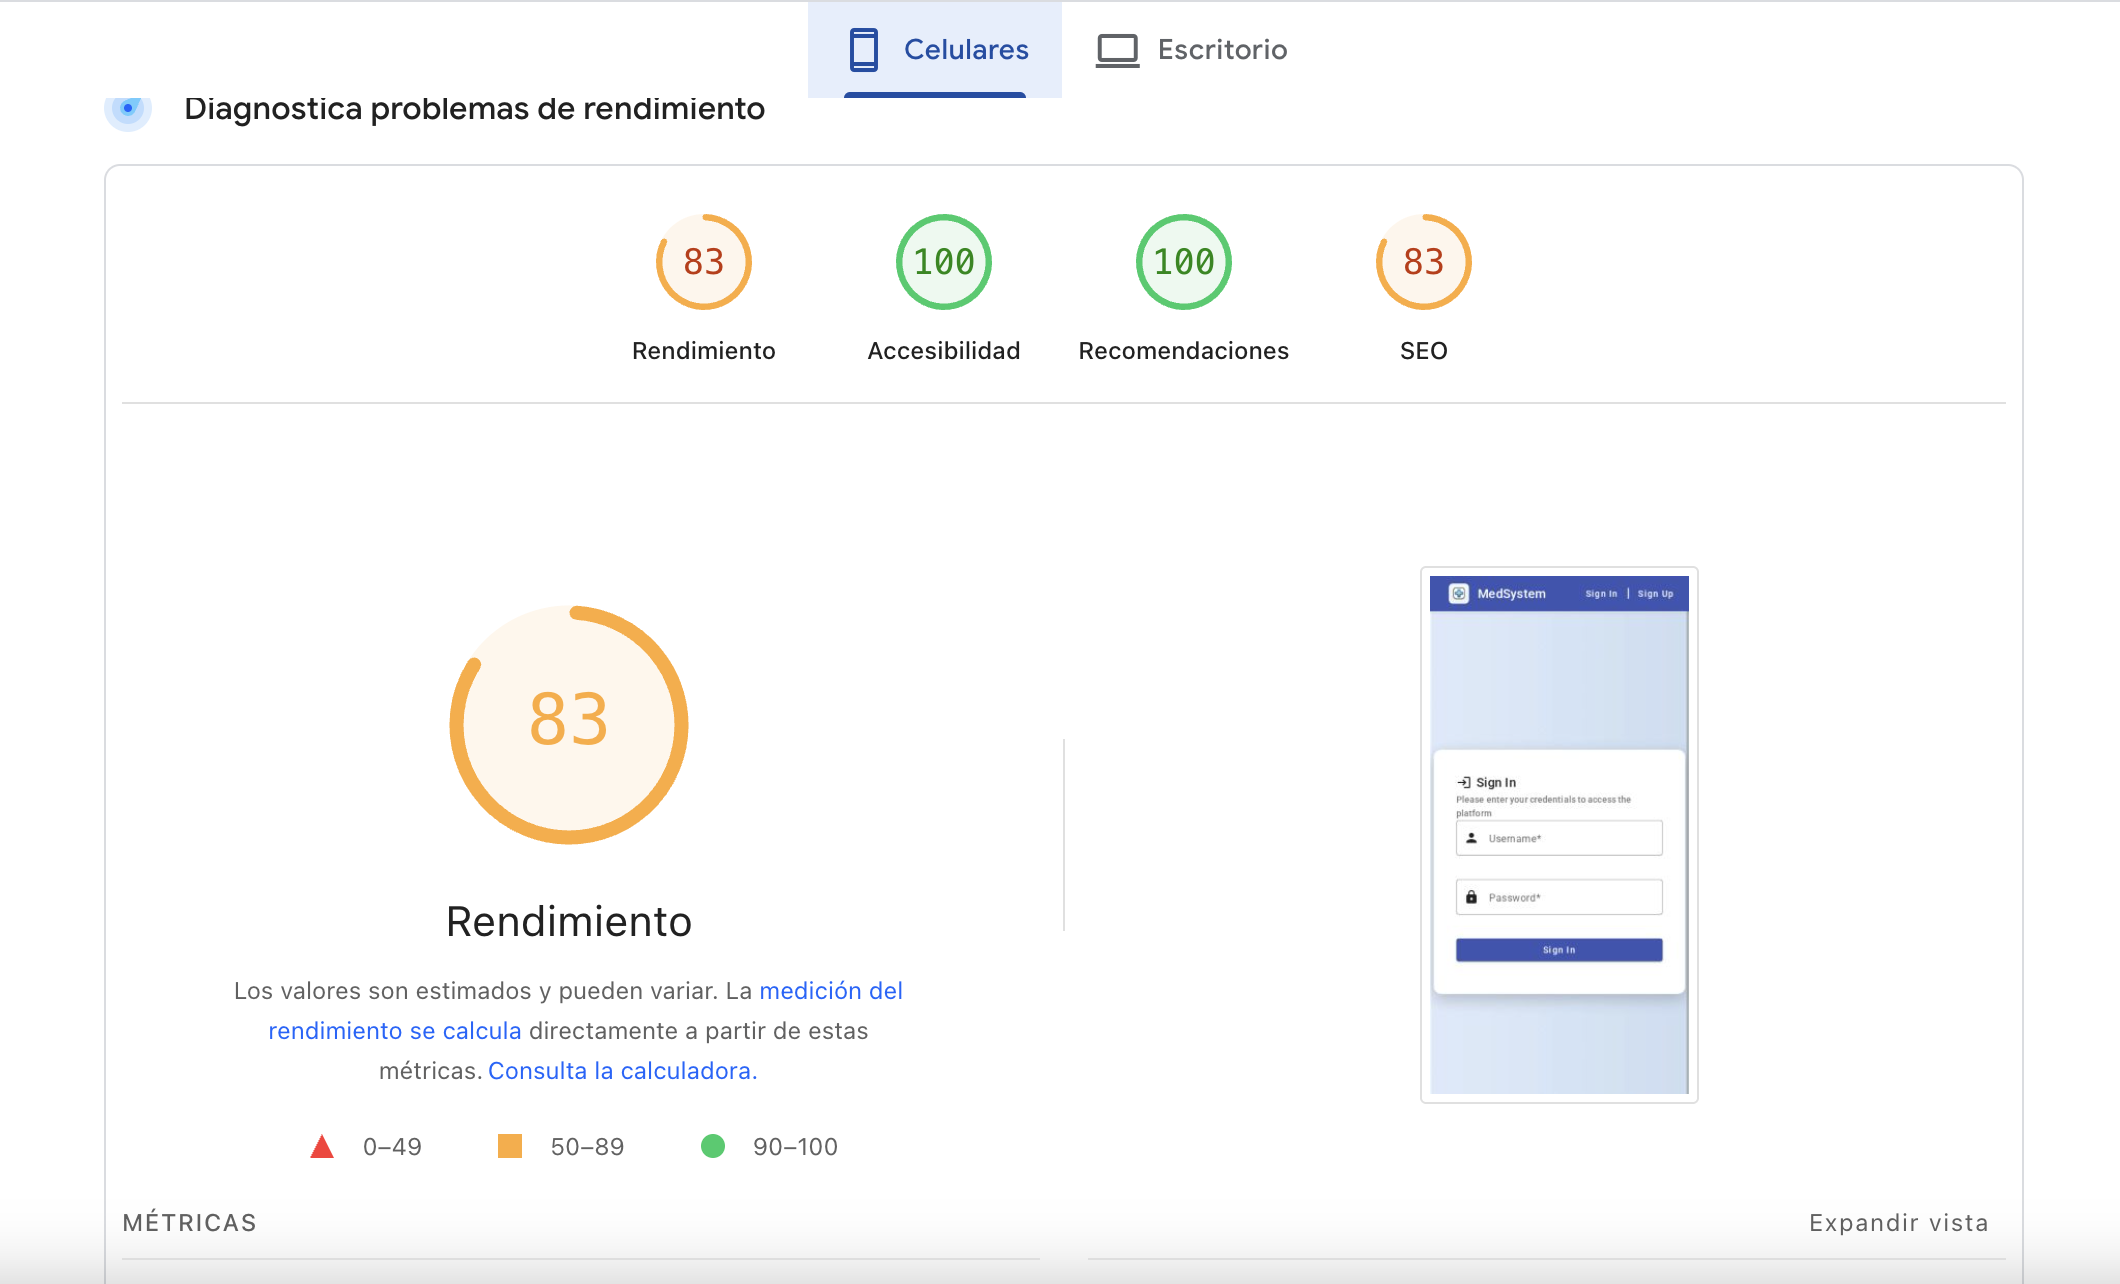 Celulares
Escritorio
Diagnostica problemas de rendimiento
83
100
100
83
Rendimiento
Accesibilidad
Recomendaciones
SEO
83
Rendimiento
Los valores son estimados y pueden variar. La medición del
rendimiento se calcula directamente a partir de estas
métricas. Consulta la calculadora.
0–49
50–89
90–100
MedSystem
Sign In | Sign Up
Sign In
Please enter your credentials to access the
platform
Username*
Password*
Sign In
MÉTRICAS
Expandir vista